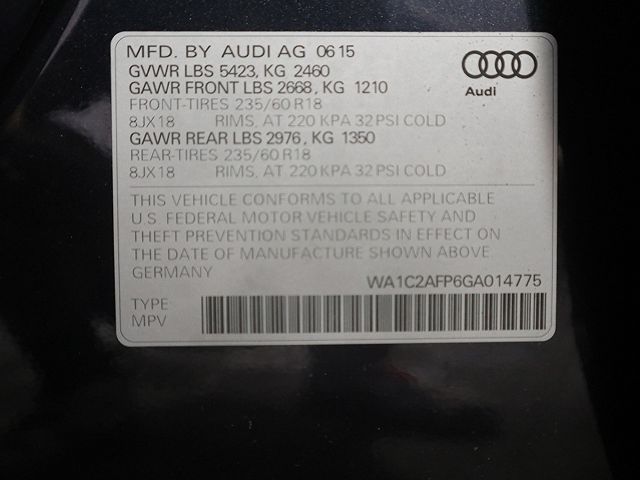 MFD. BY AUDI AG 06 15
GVWR LBS 5423, KG 2460
GAWR FRONT LBS 2668, KG 1210
FRONT-TIRES 235/60 R18
8JX18 RIMS, AT 220 KPA 32 PSI COLD
GAWR REAR LBS 2976, KG 1350
REAR-TIRES 235/60 R18
8JX18 RIMS, AT 220 KPA 32 PSI COLD
Audi
THIS VEHICLE CONFORMS TO ALL APPLICABLE
U.S. FEDERAL MOTOR VEHICLE SAFETY AND
THEFT PREVENTION STANDARDS IN EFFECT ON
THE DATE OF MANUFACTURE SHOWN ABOVE.
GERMANY
WA1C2AFP6GA014775
TYPE
MPV